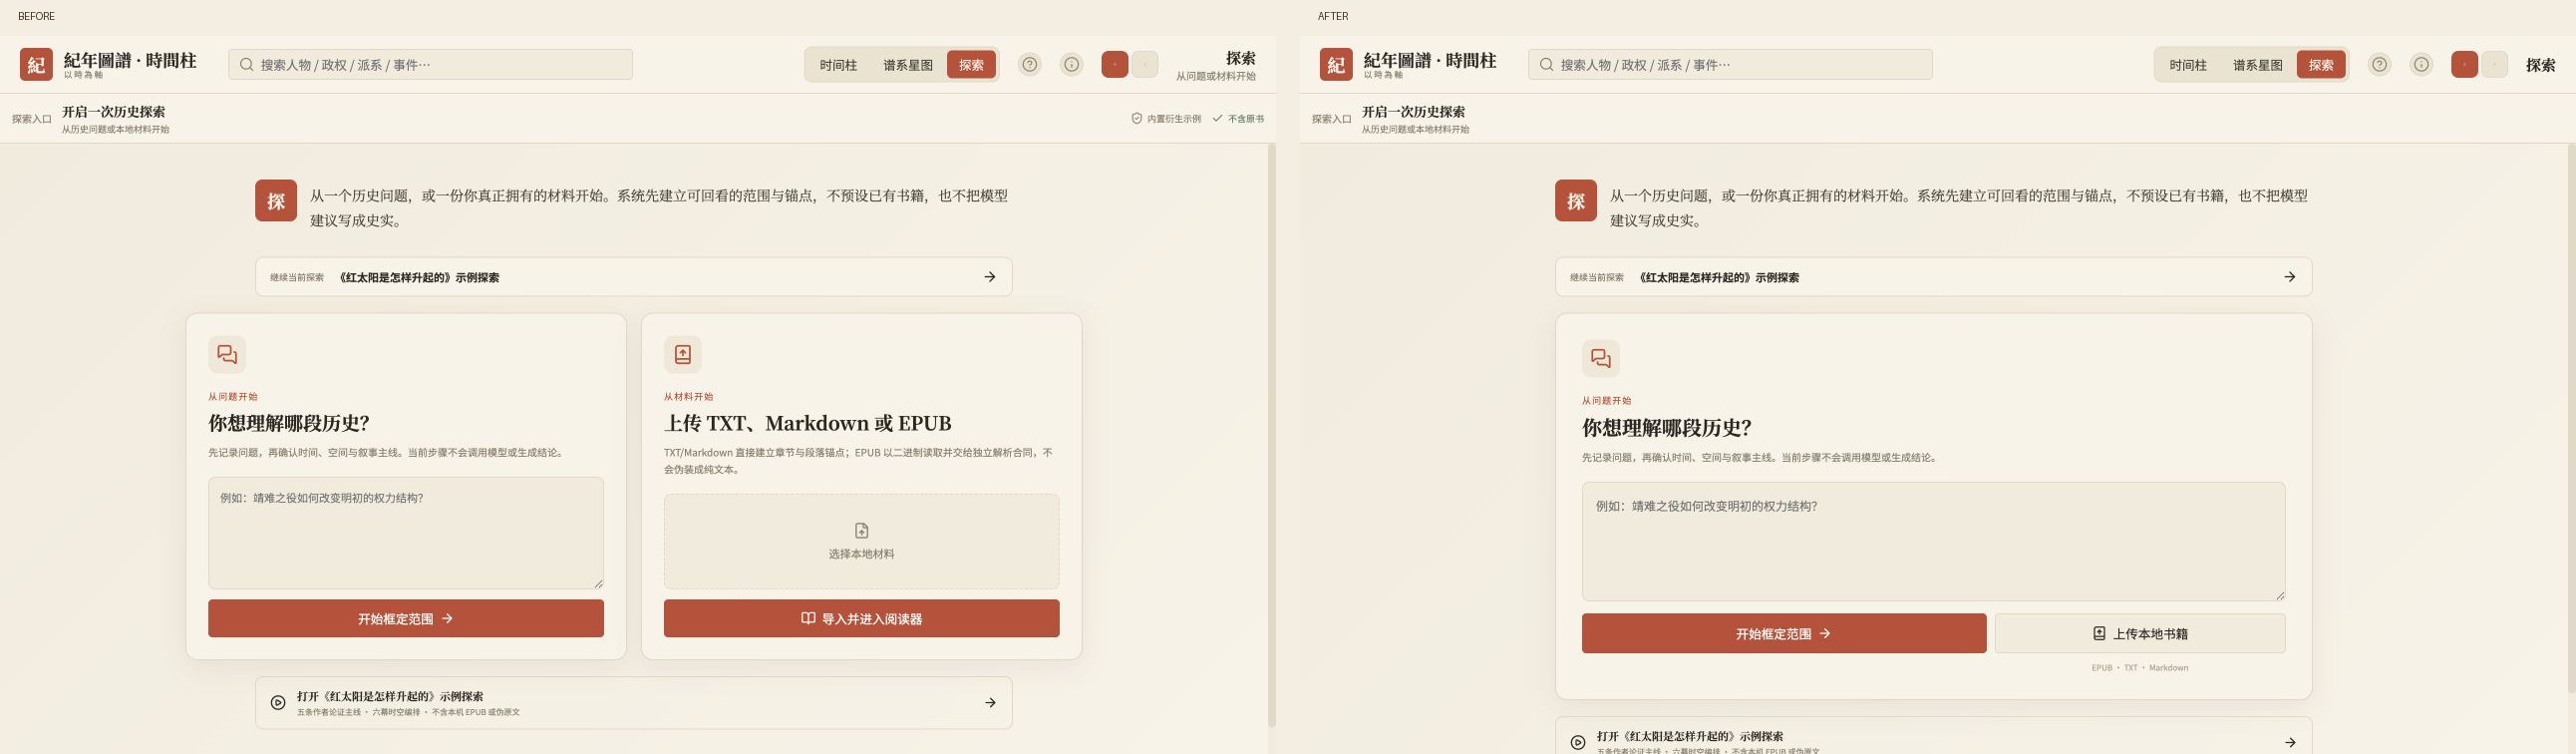 BEFORE
紀
紀年圖譜 · 時間柱
以時為軸
搜索人物 / 政权 / 派系 / 事件…
时间柱
谱系星图
探索
探索
从问题或材料开始
探索入口
开启一次历史探索
从历史问题或本地材料开始
内置衍生示例
不含原书
探
从一个历史问题，或一份你真正拥有的材料开始。系统先建立可回看的范围与锚点，不预设已有书籍，也不把模型
建议写成史实。
继续当前探索
《红太阳是怎样升起的》示例探索
从问题开始
你想理解哪段历史？
先记录问题，再确认时间、空间与叙事主线。当前步骤不会调用模型或生成结论。
例如：靖难之役如何改变明初的权力结构？
开始框定范围
从材料开始
上传 TXT、Markdown 或 EPUB
TXT/Markdown 直接建立章节与段落锚点；EPUB 以二进制读取并交给独立解析合同，不
会伪装成纯文本。
选择本地材料
导入并进入阅读器
打开《红太阳是怎样升起的》示例探索
五条作者论证主线 · 六幕时空编排 · 不含本机 EPUB 或伪原文
AFTER
紀
紀年圖譜 · 時間柱
以時為軸
搜索人物 / 政权 / 派系 / 事件…
时间柱
谱系星图
探索
探索
探索入口
开启一次历史探索
从历史问题或本地材料开始
探
从一个历史问题，或一份你真正拥有的材料开始。系统先建立可回看的范围与锚点，不预设已有书籍，也不把模型
建议写成史实。
继续当前探索
《红太阳是怎样升起的》示例探索
从问题开始
你想理解哪段历史？
先记录问题，再确认时间、空间与叙事主线。当前步骤不会调用模型或生成结论。
例如：靖难之役如何改变明初的权力结构？
开始框定范围
上传本地书籍
EPUB · TXT · Markdown
打开《红太阳是怎样升起的》示例探索
五条作者论证主线 · 六幕时空编排 · 不含本机 EPUB 或伪原文